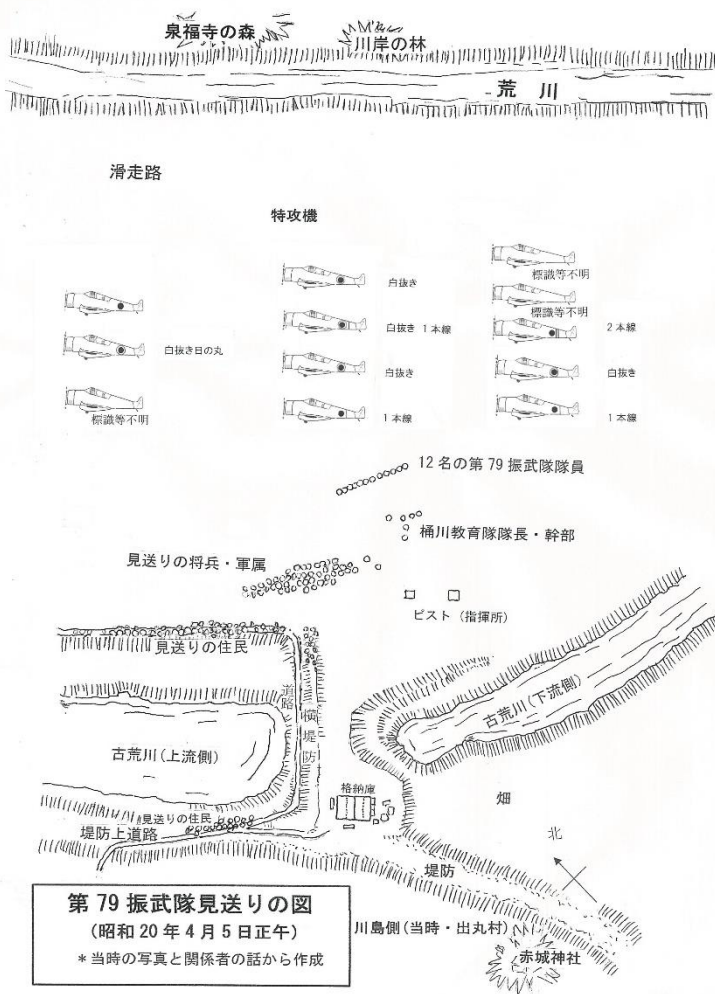 泉福寺の森
川岸の林
荒川
滑走路
特攻機
標識等不明
白抜き
標識等不明
白抜き 1本線
2本線
白抜き日の丸
白抜き
白抜き
標識等不明
1本線
1本線
12名の第79振武隊隊員
桶川教育隊隊長・幹部
見送りの将兵・軍属
ピスト(指揮所)
見送りの住民
道路
横堤防
古荒川(下流側)
古荒川(上流側)
格納庫
畑
見送りの住民
堤防上道路
北
堤防
第79振武隊見送りの図
(昭和20年4月5日正午)
*当時の写真と関係者の話から作成
川島側(当時・出丸村)
赤城神社